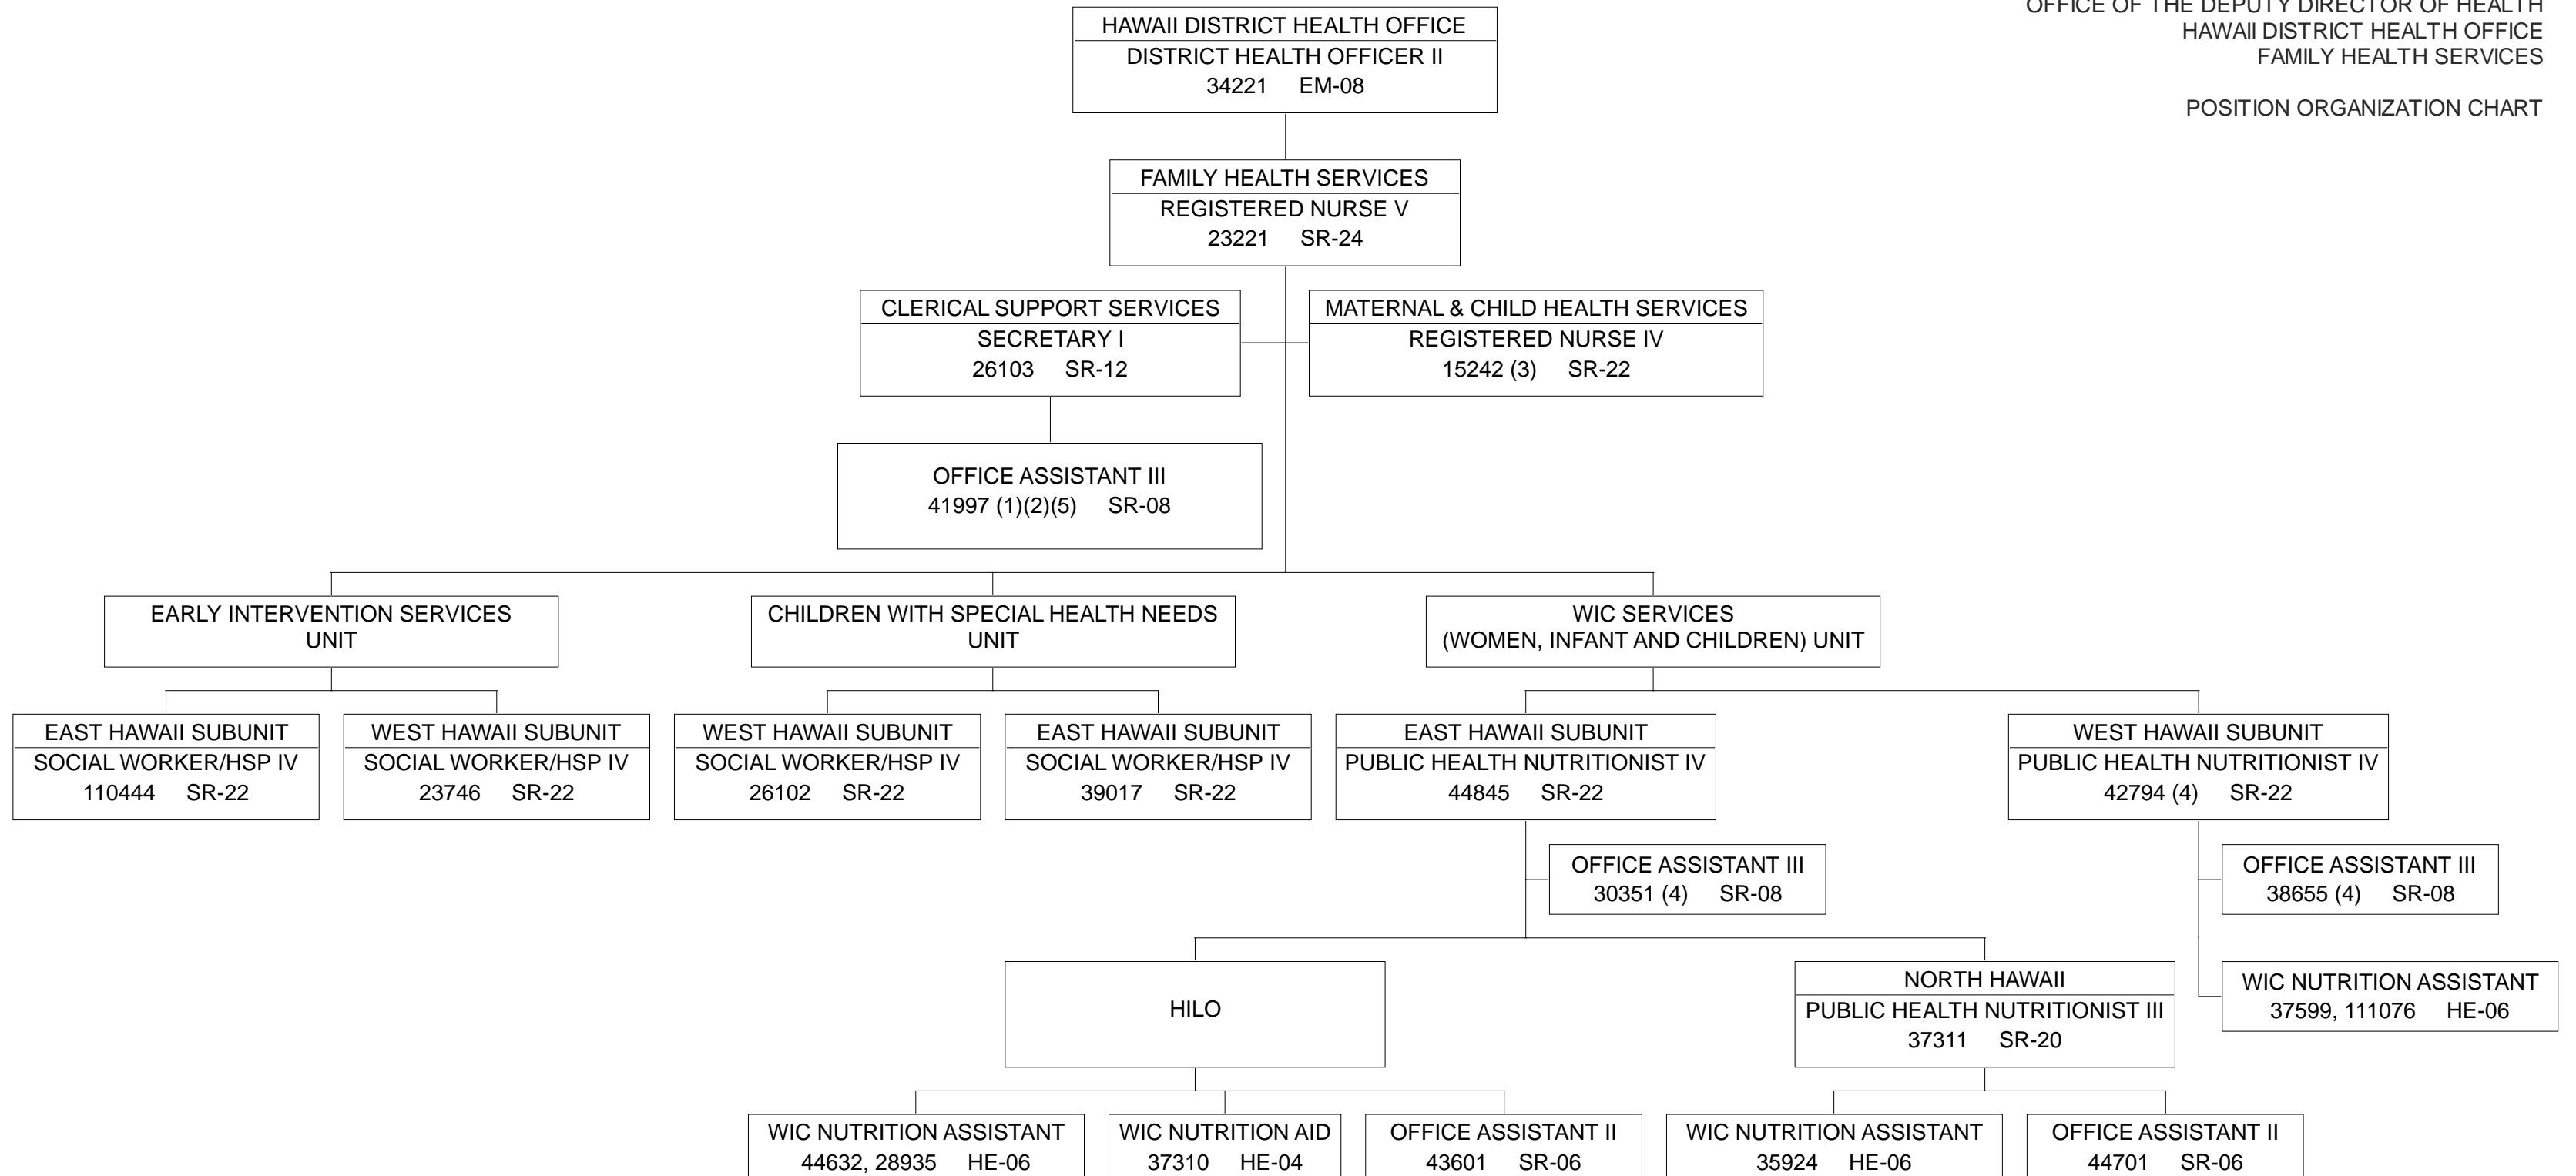 OFFICE OF THE DEPUTY DIRECTOR OF HEALTH
HAWAII DISTRICT HEALTH OFFICE
FAMILY HEALTH SERVICES
POSITION ORGANIZATION CHART
HAWAII DISTRICT HEALTH OFFICE
DISTRICT HEALTH OFFICER II
34221 EM-08
FAMILY HEALTH SERVICES
REGISTERED NURSE V
23221 SR-24
CLERICAL SUPPORT SERVICES
SECRETARY I
26103 SR-12
MATERNAL & CHILD HEALTH SERVICES
REGISTERED NURSE IV
15242 (3) SR-22
OFFICE ASSISTANT III
41997 (1)(2)(5) SR-08
EARLY INTERVENTION SERVICES
UNIT
CHILDREN WITH SPECIAL HEALTH NEEDS
UNIT
WIC SERVICES
(WOMEN, INFANT AND CHILDREN) UNIT
EAST HAWAII SUBUNIT
SOCIAL WORKER/HSP IV
110444 SR-22
WEST HAWAII SUBUNIT
SOCIAL WORKER/HSP IV
23746 SR-22
WEST HAWAII SUBUNIT
SOCIAL WORKER/HSP IV
26102 SR-22
EAST HAWAII SUBUNIT
SOCIAL WORKER/HSP IV
39017 SR-22
EAST HAWAII SUBUNIT
PUBLIC HEALTH NUTRITIONIST IV
44845 SR-22
WEST HAWAII SUBUNIT
PUBLIC HEALTH NUTRITIONIST IV
42794 (4) SR-22
OFFICE ASSISTANT III
30351 (4) SR-08
OFFICE ASSISTANT III
38655 (4) SR-08
HILO
NORTH HAWAII
PUBLIC HEALTH NUTRITIONIST III
37311 SR-20
WIC NUTRITION ASSISTANT
37599, 111076 HE-06
WIC NUTRITION ASSISTANT
44632, 28935 HE-06
WIC NUTRITION AID
37310 HE-04
OFFICE ASSISTANT II
43601 SR-06
WIC NUTRITION ASSISTANT
35924 HE-06
OFFICE ASSISTANT II
44701 SR-06